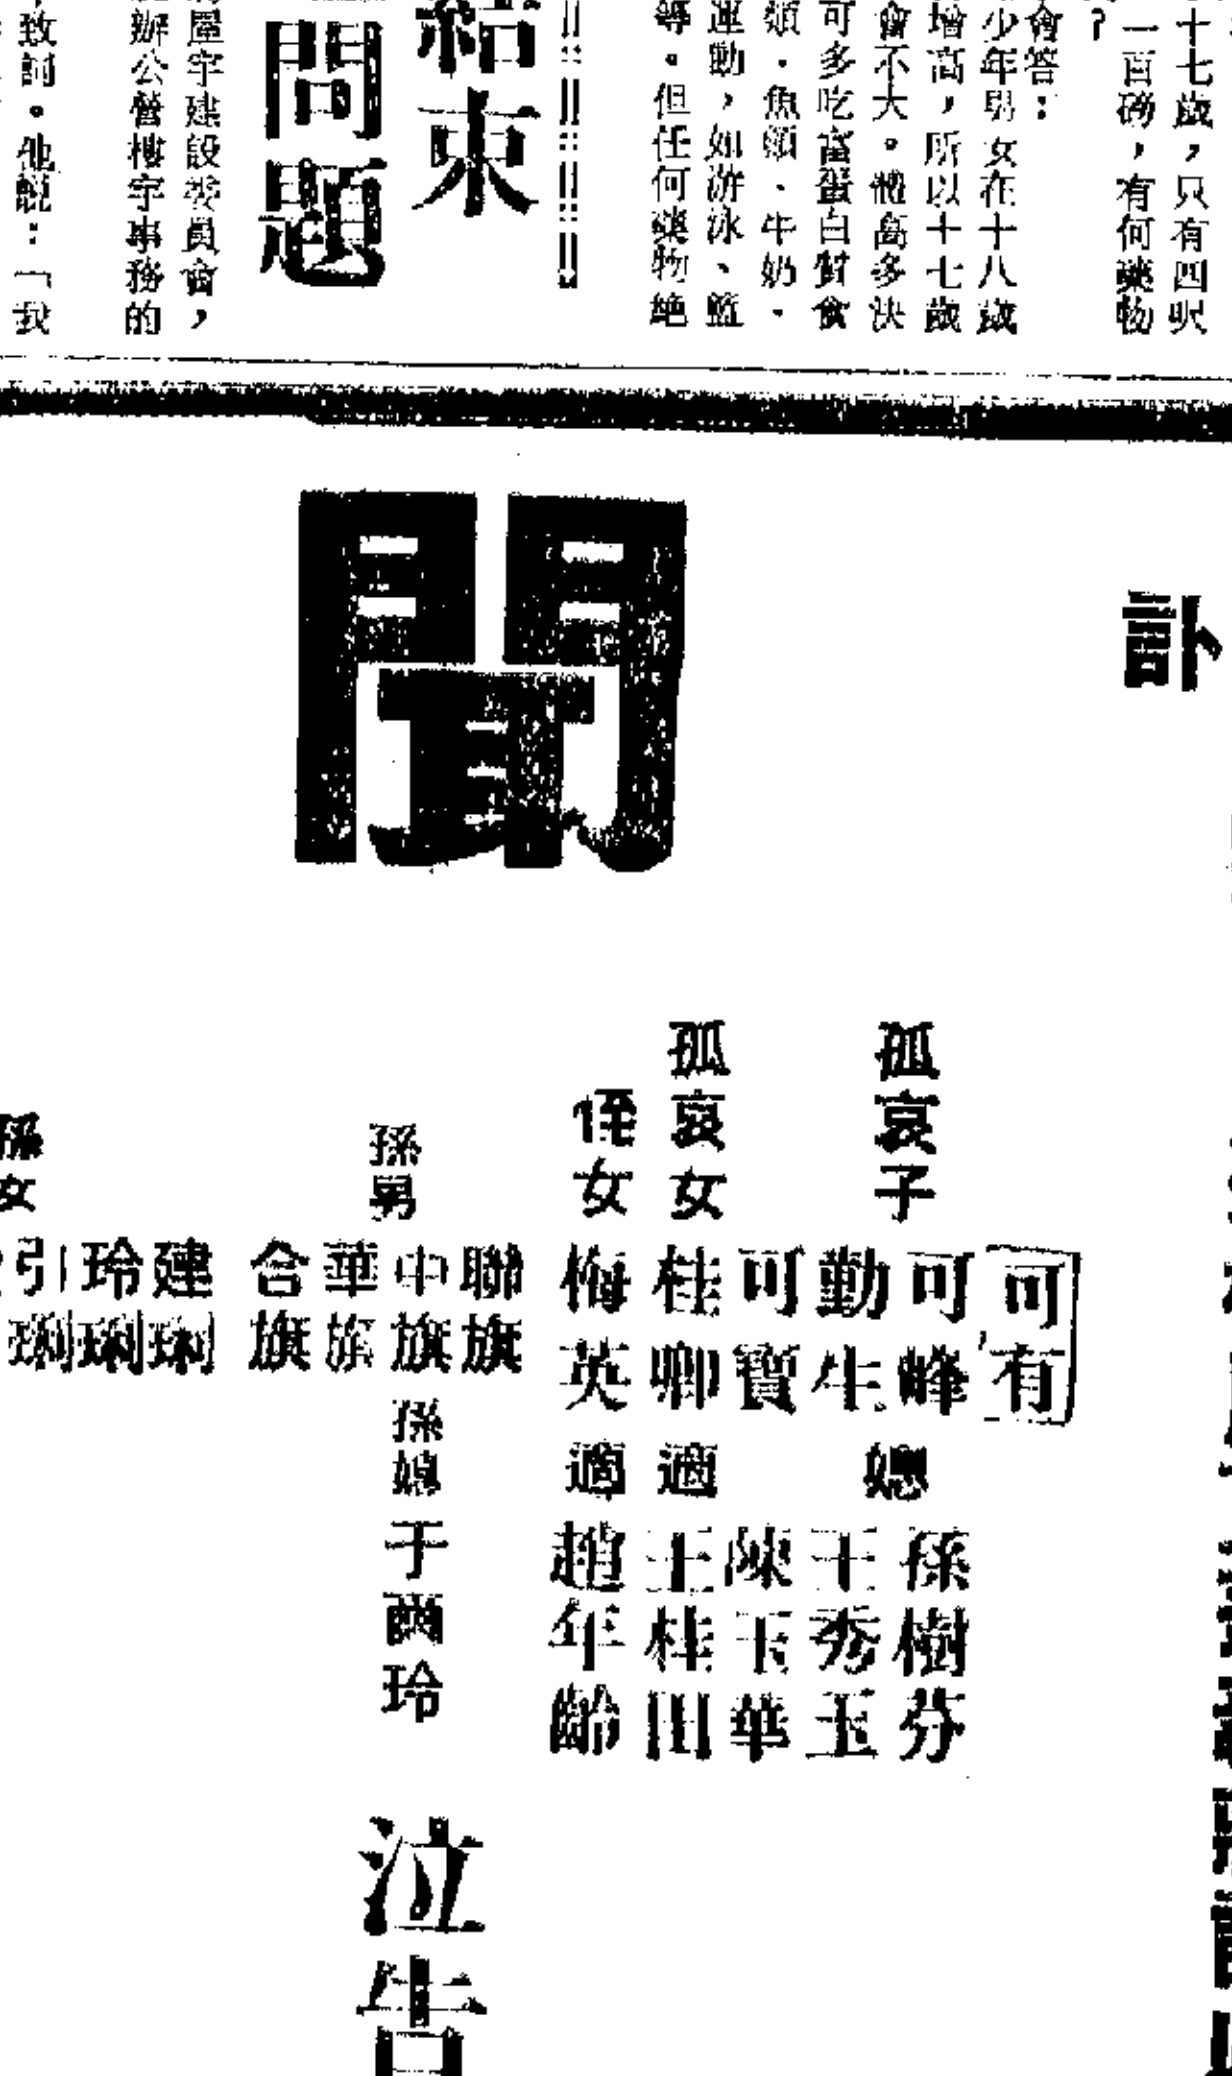 十七歲，只有四呎
一百磅，有何藥物
？
會答：
少年男女在十八歲
增高，所以十七歲
會不大。體高多決
可多吃富蛋白質食
類．魚類、牛奶．
運動，如游泳、籃
等。但任何藥物絕
結束
問題
屋宇建設委員會，
辦公營樓宇事務的
致詞。他說：「我
訃
聞
可有
孤哀子
可峰
勤生
可寶
媳
孫樹芬
王秀玉
陳玉華
孤哀女
桂卿適
王桂田
侄女
梅英適
趙年齡
孫男
聯旗
中旗
華旗
合旗
孫媳
于爾玲
孫女
建琍
玲琍
引琍
泣告